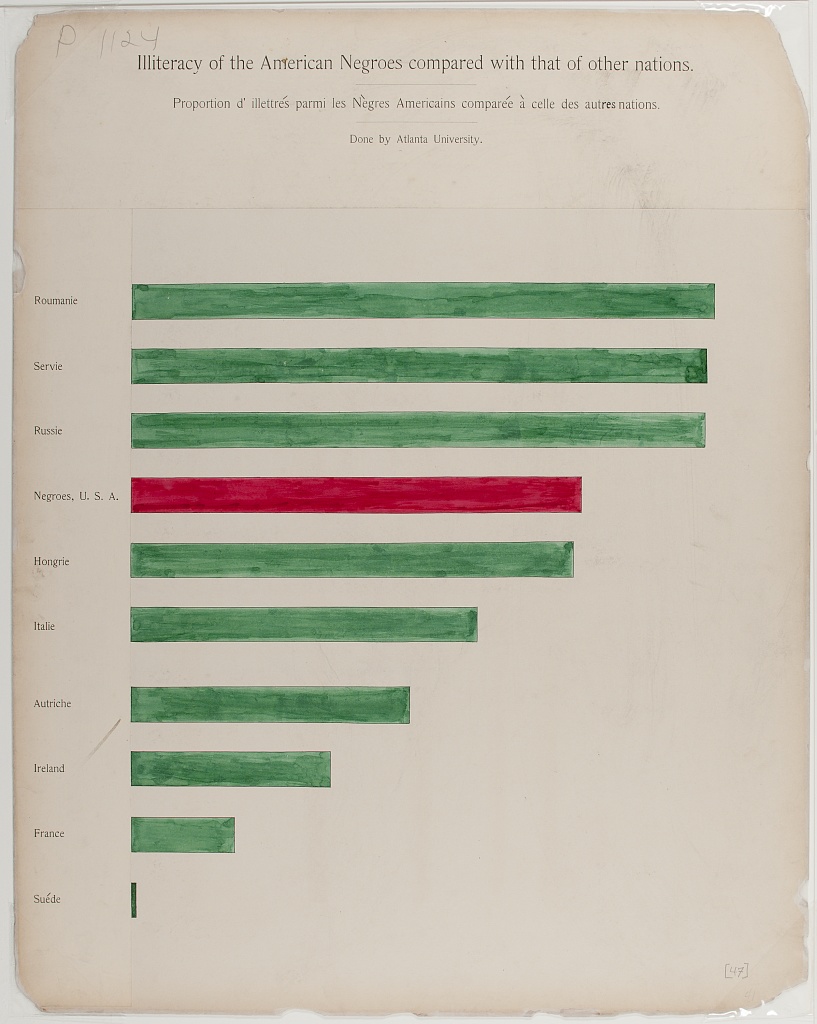 P 1124
Illiteracy of the American Negroes compared with that of other nations.
Proportion d' illettrés parmi les Nègres Americains comparée à celle des autres nations.
Done by Atlanta University.
Roumanie
Servie
Russie
Negroes, U. S. A.
Hongrie
Italie
Autriche
Ireland
France
Suéde
[47]